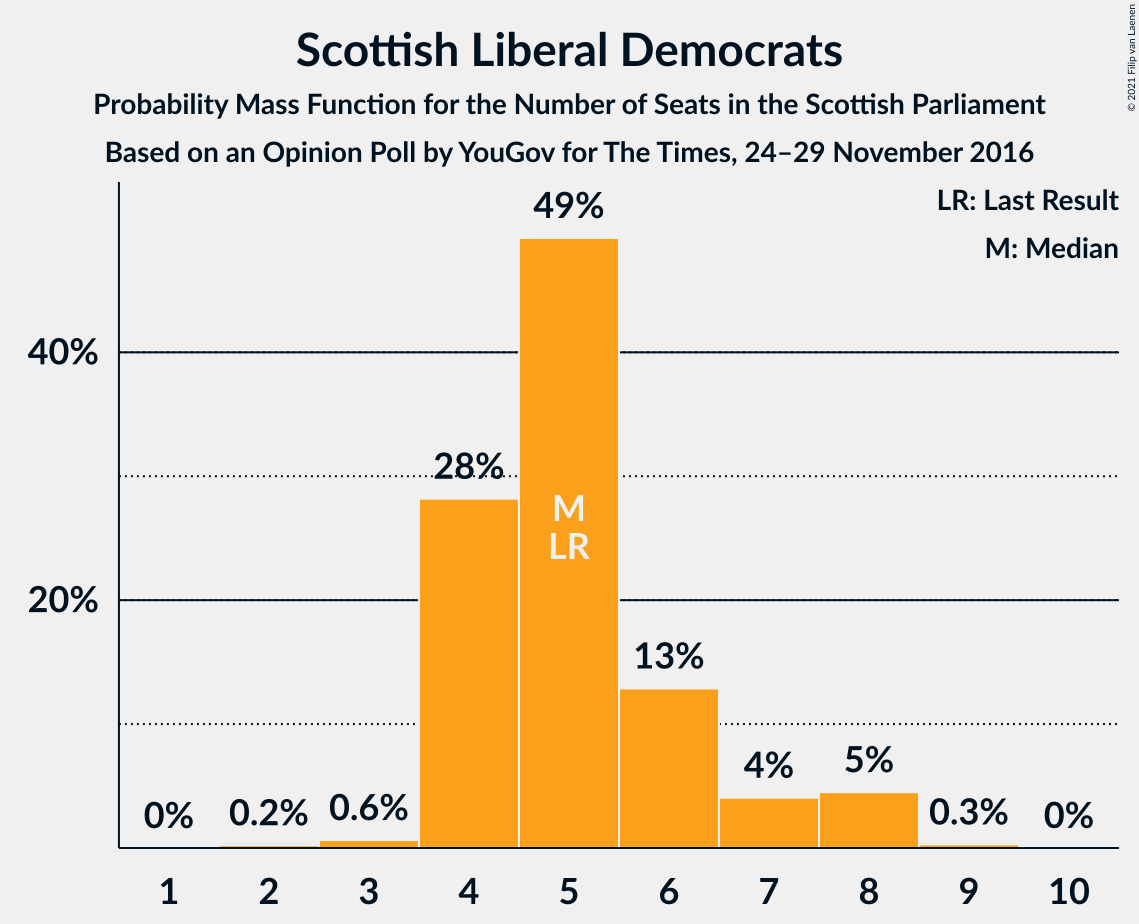 Scottish Liberal Democrats
Probability Mass Function for the Number of Seats in the Scottish Parliament
Based on an Opinion Poll by YouGov for The Times, 24–29 November 2016
© 2021 Filip van Laenen
LR: Last Result
M: Median
49%
40%
28%
M
LR
20%
13%
4%
5%
0%
0.2%
0.6%
0.3%
0%
1
2
3
4
5
6
7
8
9
10